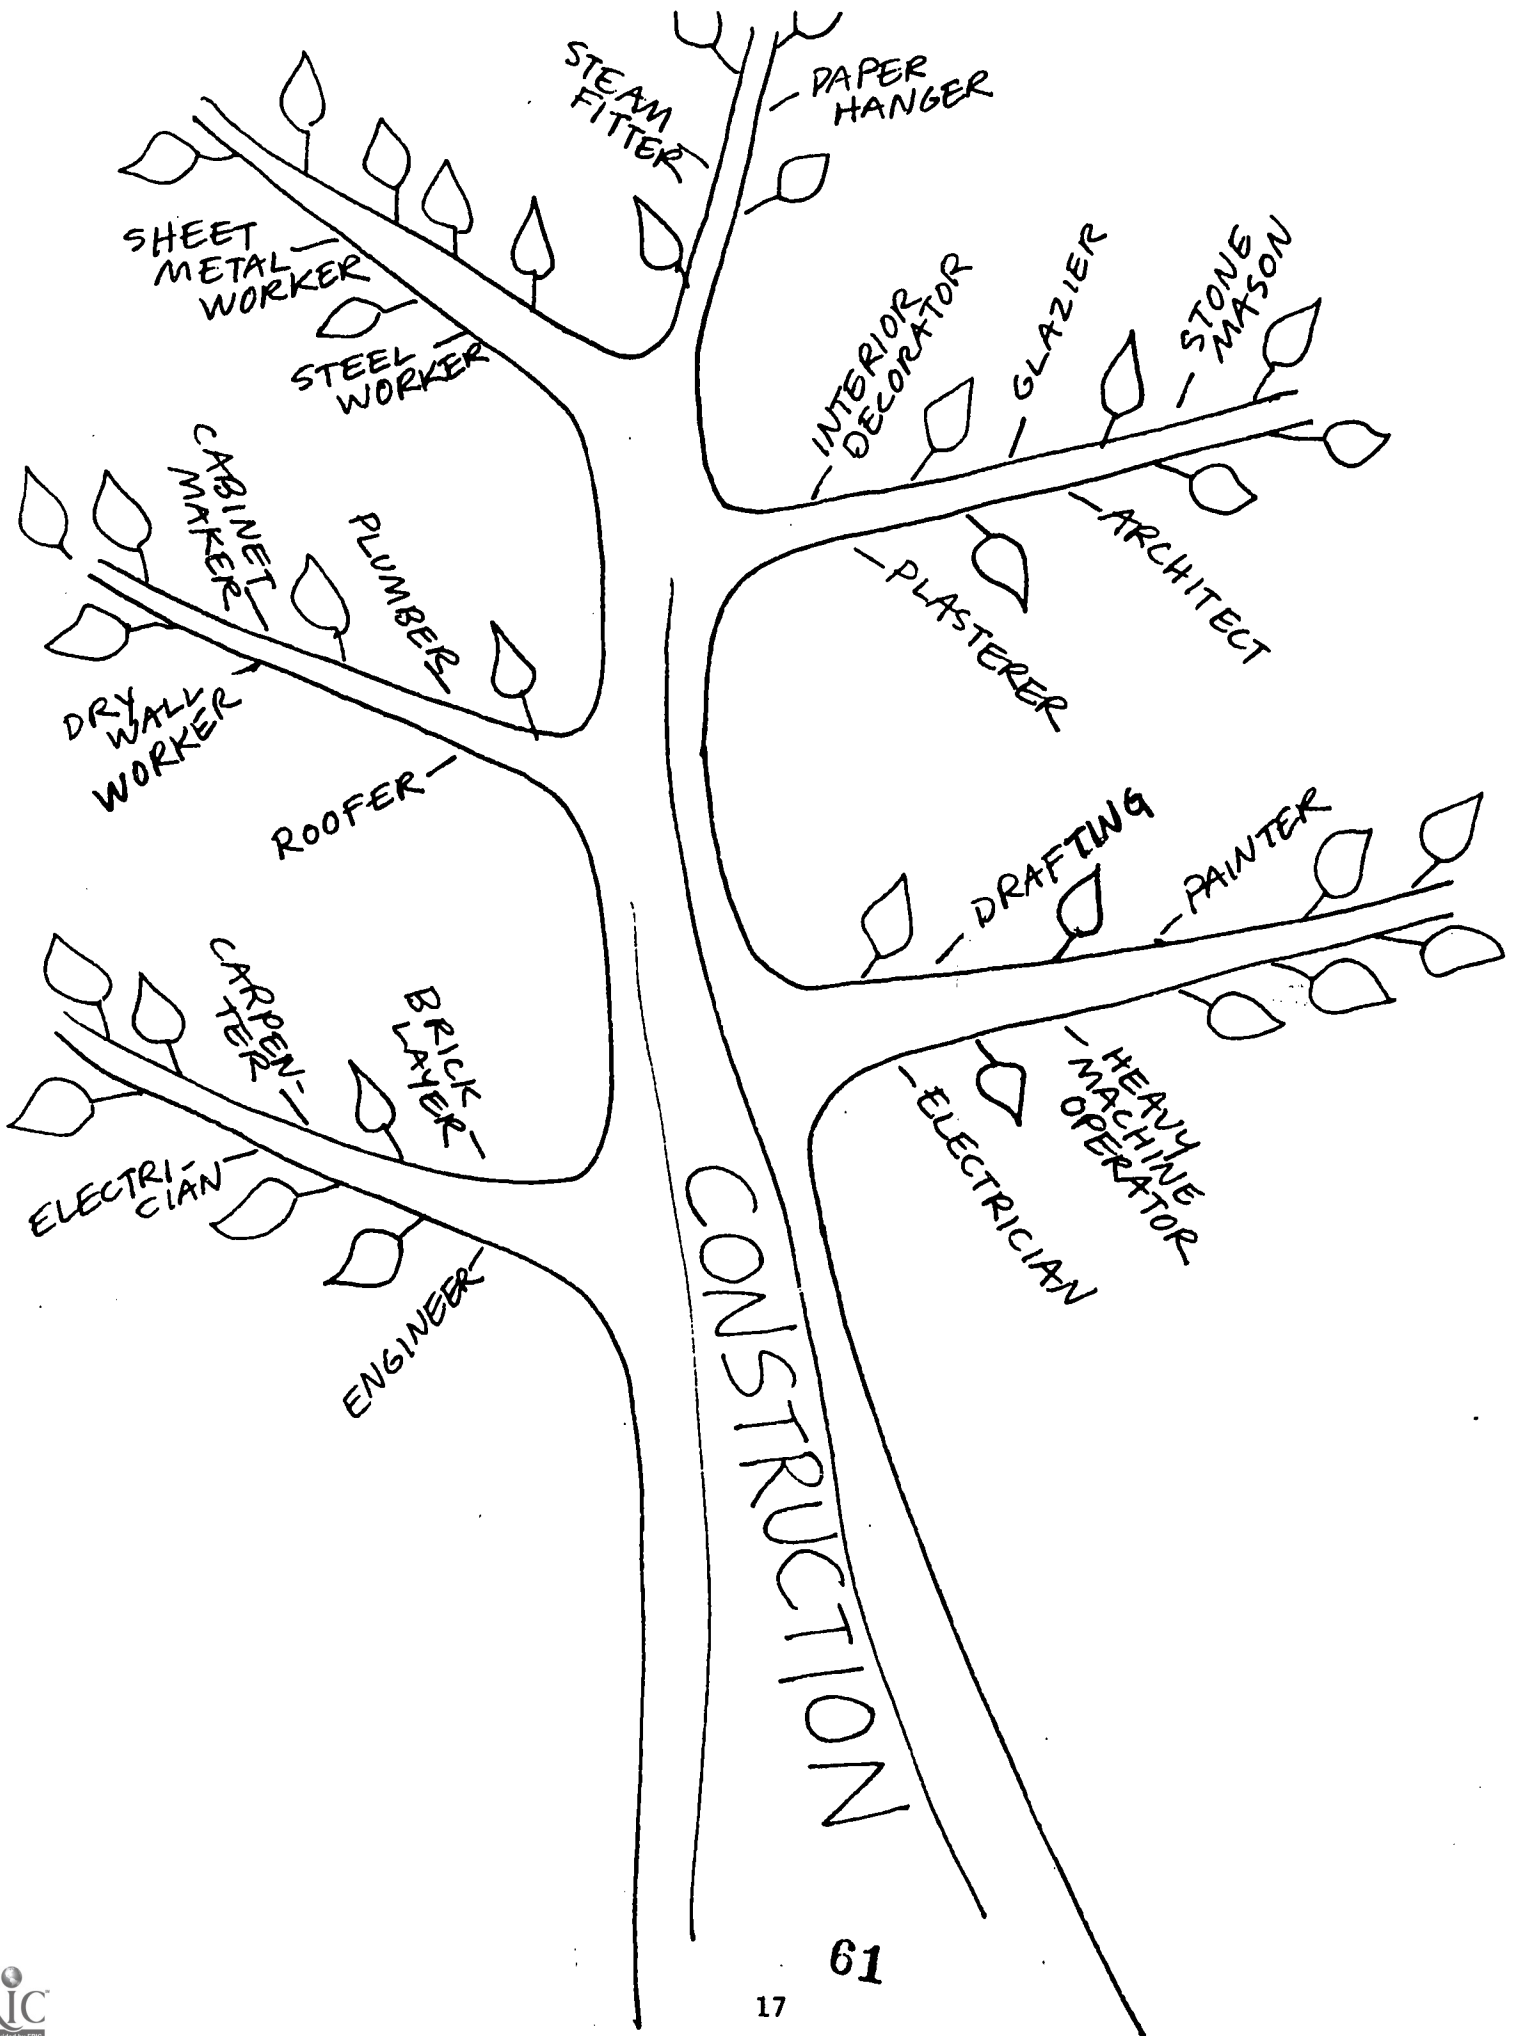 STEAM
FITTER
PAPER
HANGER
SHEET
METAL
WORKER
STEEL
WORKER
INTERIOR
DECORATOR
GLAZIER
STONE
MASON
CABINET
MAKER
PLUMBER
PLASTERER
ARCHITECT
DRY
WALL
WORKER
ROOFER
DRAFTING
PAINTER
CARPEN-
TER
BRICK
LAYER
ELECTRI-
CIAN
ENGINEER
ELECTRICIAN
HEAVY
MACHINE
OPERATOR
CONSTRUCTION
61
17
IC